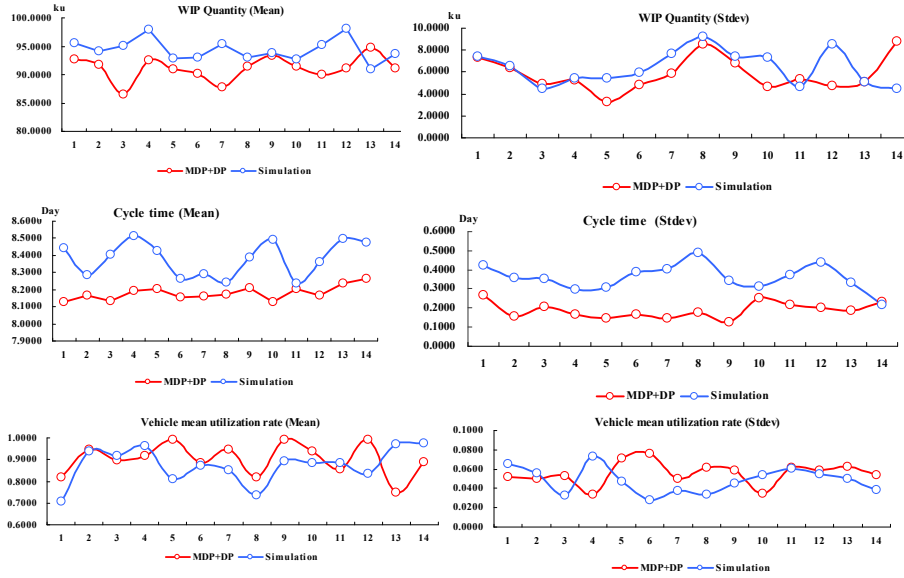 WIP Quantity (Mean)
ku
100.0000
95.0000
90.0000
85.0000
80.0000
1 2 3 4 5 6 7 8 9 10 11 12 13 14
MDP+DP Simulation
WIP Quantity (Stdev)
ku
10.0000
8.0000
6.0000
4.0000
2.0000
0.0000
1 2 3 4 5 6 7 8 9 10 11 12 13 14
MDP+DP Simulation
Cycle time (Mean)
Day
8.6000
8.5000
8.4000
8.3000
8.2000
8.1000
8.0000
7.9000
1 2 3 4 5 6 7 8 9 10 11 12 13 14
MDP+DP Simulation
Cycle time (Stdev)
Day
0.6000
0.5000
0.4000
0.3000
0.2000
0.1000
0.0000
1 2 3 4 5 6 7 8 9 10 11 12 13 14
MDP+DP Simulation
Vehicle mean utilization rate (Mean)
1.0000
0.9000
0.8000
0.7000
0.6000
1 2 3 4 5 6 7 8 9 10 11 12 13 14
MDP+DP Simulation
Vehicle mean utilization rate (Stdev)
0.1000
0.0800
0.0600
0.0400
0.0200
0.0000
1 2 3 4 5 6 7 8 9 10 11 12 13 14
MDP+DP Simulation